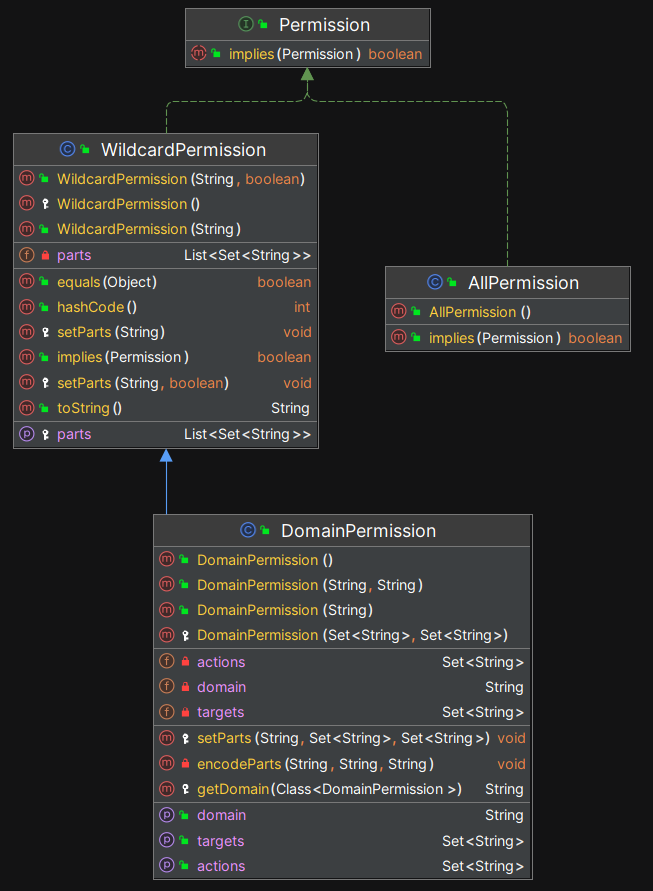 Permission
implies(Permission) boolean
WildcardPermission
WildcardPermission(String, boolean)
WildcardPermission()
WildcardPermission(String)
parts List<Set<String>>
equals(Object) boolean
hashCode() int
setParts(String) void
implies(Permission) boolean
setParts(String, boolean) void
toString() String
parts List<Set<String>>
AllPermission
AllPermission()
implies(Permission) boolean
DomainPermission
DomainPermission()
DomainPermission(String, String)
DomainPermission(String)
DomainPermission(Set<String>, Set<String>)
actions Set<String>
domain String
targets Set<String>
setParts(String, Set<String>, Set<String>) void
encodeParts(String, String, String) void
getDomain(Class<DomainPermission>) String
domain String
targets Set<String>
actions Set<String>